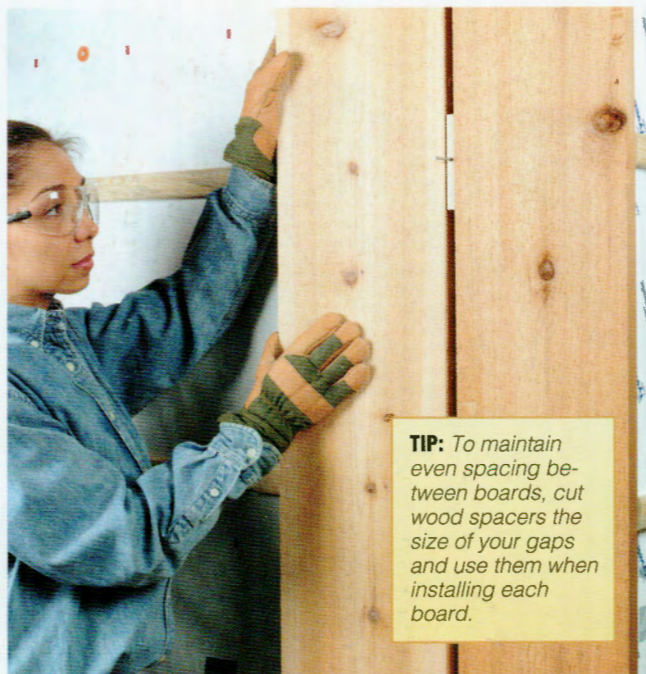 TIP: To maintain
even spacing be-
tween boards, cut
wood spacers the
size of your gaps
and use them when
installing each
board.